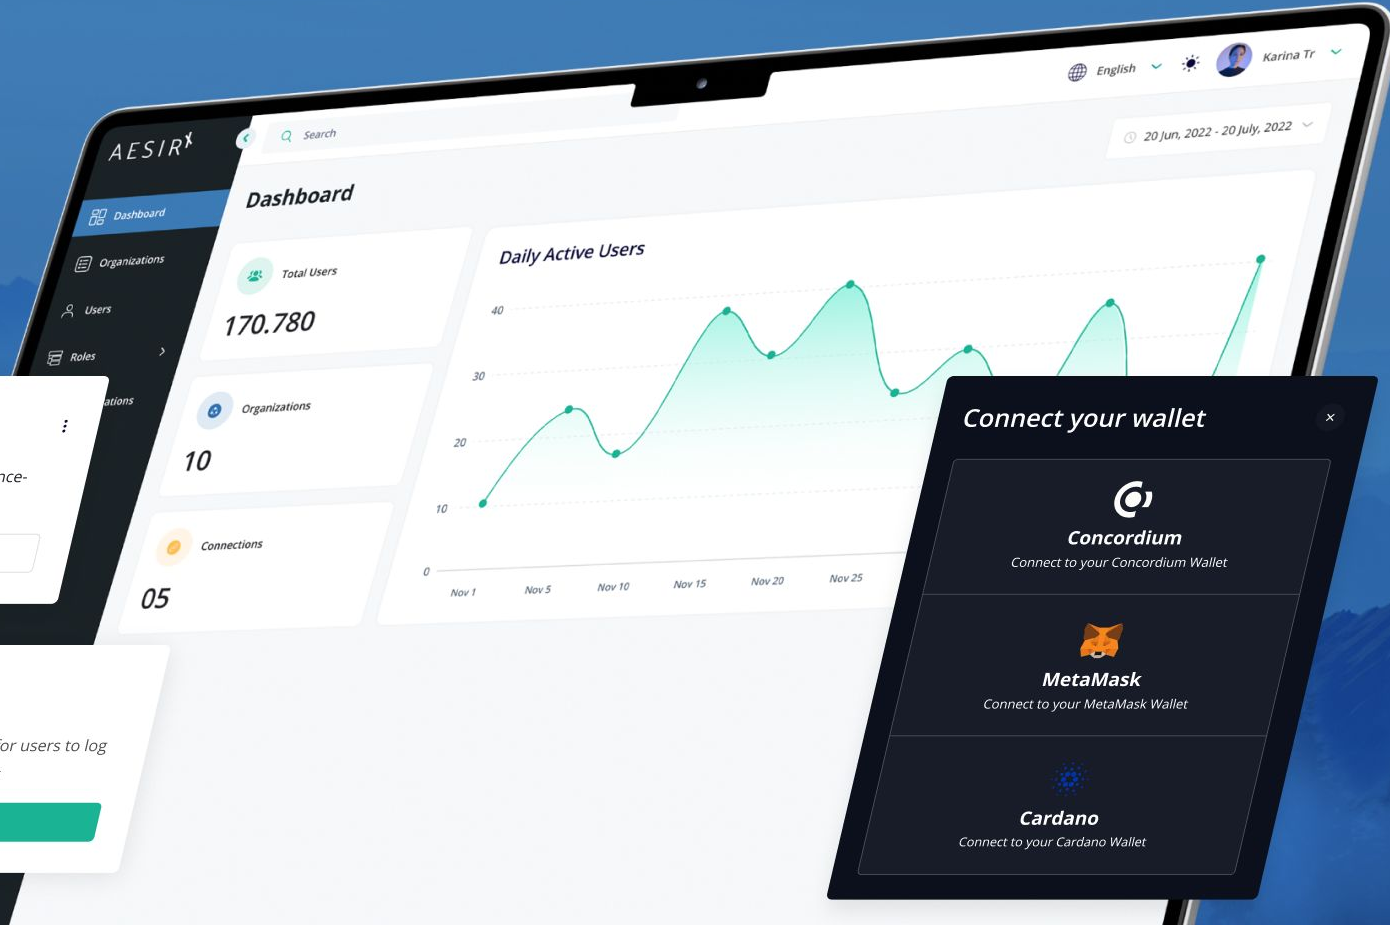 AESIRX
Search
English
Karina Tr
20 Jun, 2022 - 20 July, 2022
Dashboard
Organizations
Users
Roles
ations
Dashboard
Total Users
170.780
Organizations
10
Connections
05
Daily Active Users
40
30
20
10
0
Nov 1
Nov 5
Nov 10
Nov 15
Nov 20
Nov 25
nce-
for users to log
Connect your wallet
Concordium
Connect to your Concordium Wallet
MetaMask
Connect to your MetaMask Wallet
Cardano
Connect to your Cardano Wallet